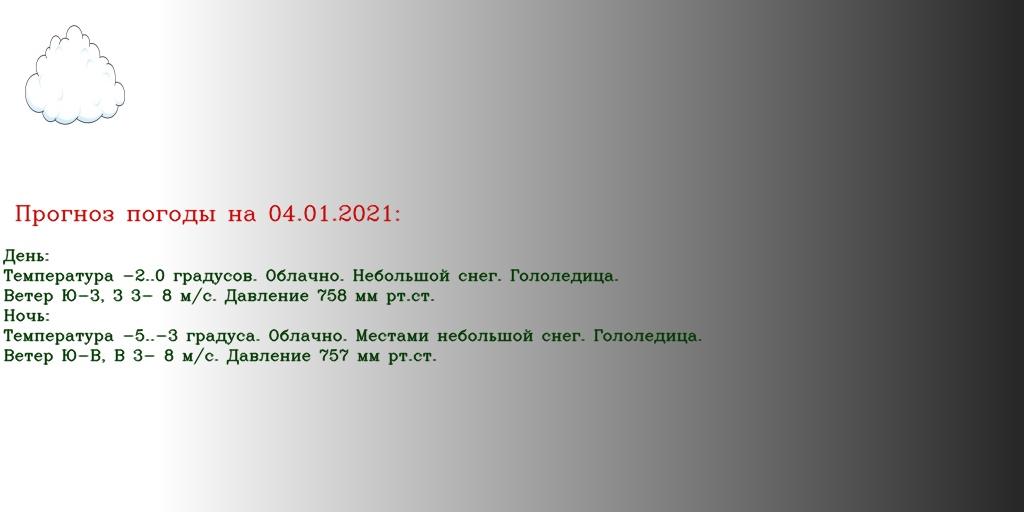 Прогноз погоды на 04.01.2021:
День:
Температура -2..0 градусов. Облачно. Небольшой снег. Гололедица.
Ветер Ю-З, З 3- 8 м/с. Давление 758 мм рт.ст.
Ночь:
Температура -5..-3 градуса. Облачно. Местами небольшой снег. Гололедица.
Ветер Ю-В, В 3- 8 м/с. Давление 757 мм рт.ст.